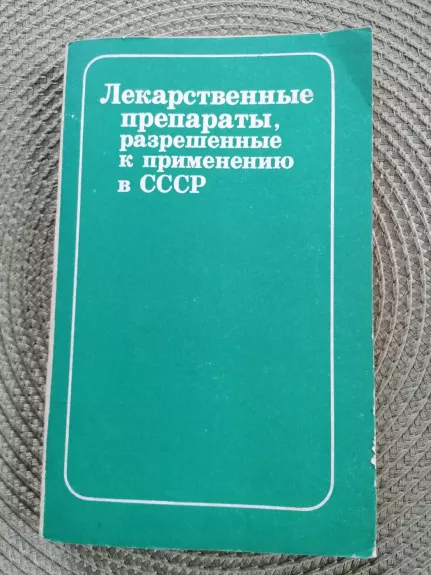 Лекарственные
препараты,
разрешенные
к применению
в СССР